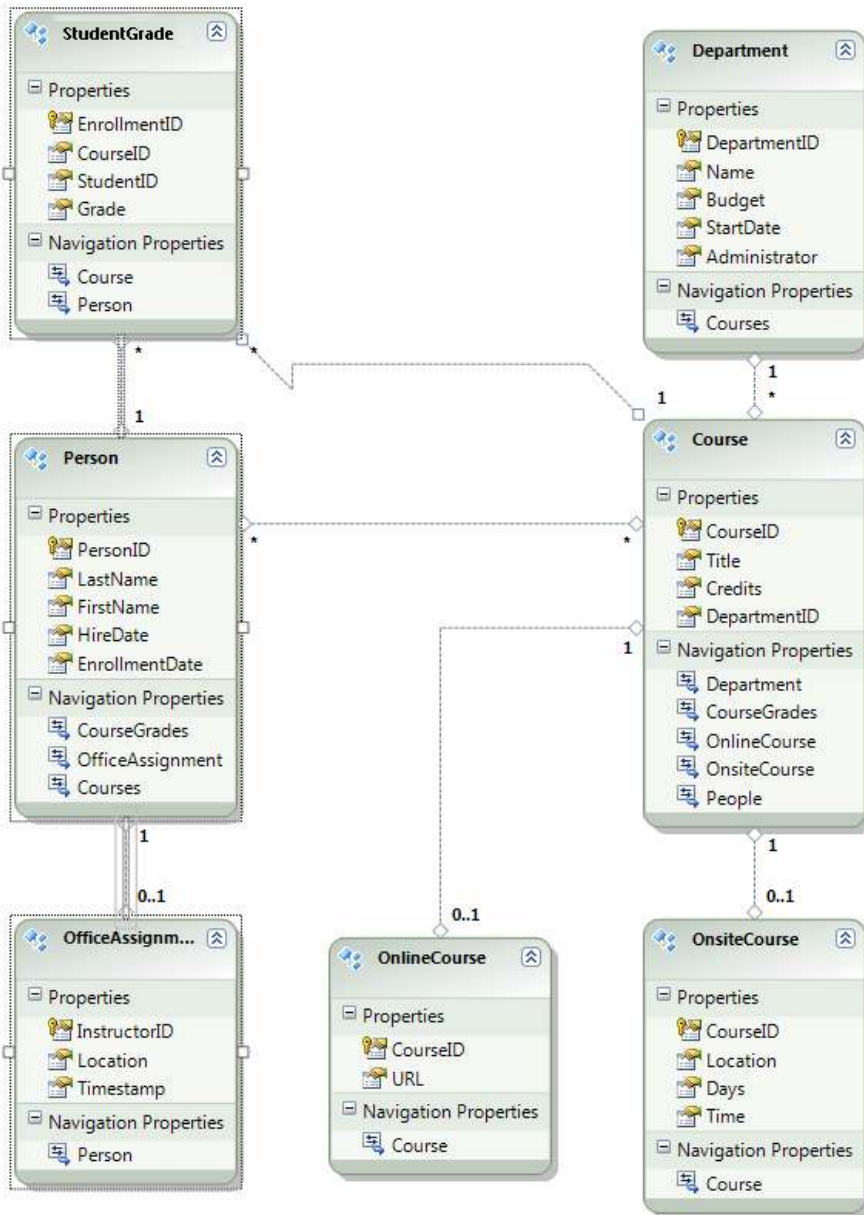 StudentGrade
Properties
EnrollmentID
CourseID
StudentID
Grade
Navigation Properties
Course
Person
*
*
1
1
Department
Properties
DepartmentID
Name
Budget
StartDate
Administrator
Navigation Properties
Courses
1
*
Person
Properties
PersonID
LastName
FirstName
HireDate
EnrollmentDate
Navigation Properties
CourseGrades
OfficeAssignment
Courses
*
*
1
0..1
Course
Properties
CourseID
Title
Credits
DepartmentID
Navigation Properties
Department
CourseGrades
OnlineCourse
OnsiteCourse
People
1
0..1
1
0..1
OfficeAssignm...
Properties
InstructorID
Location
Timestamp
Navigation Properties
Person
OnlineCourse
Properties
CourseID
URL
Navigation Properties
Course
OnsiteCourse
Properties
CourseID
Location
Days
Time
Navigation Properties
Course